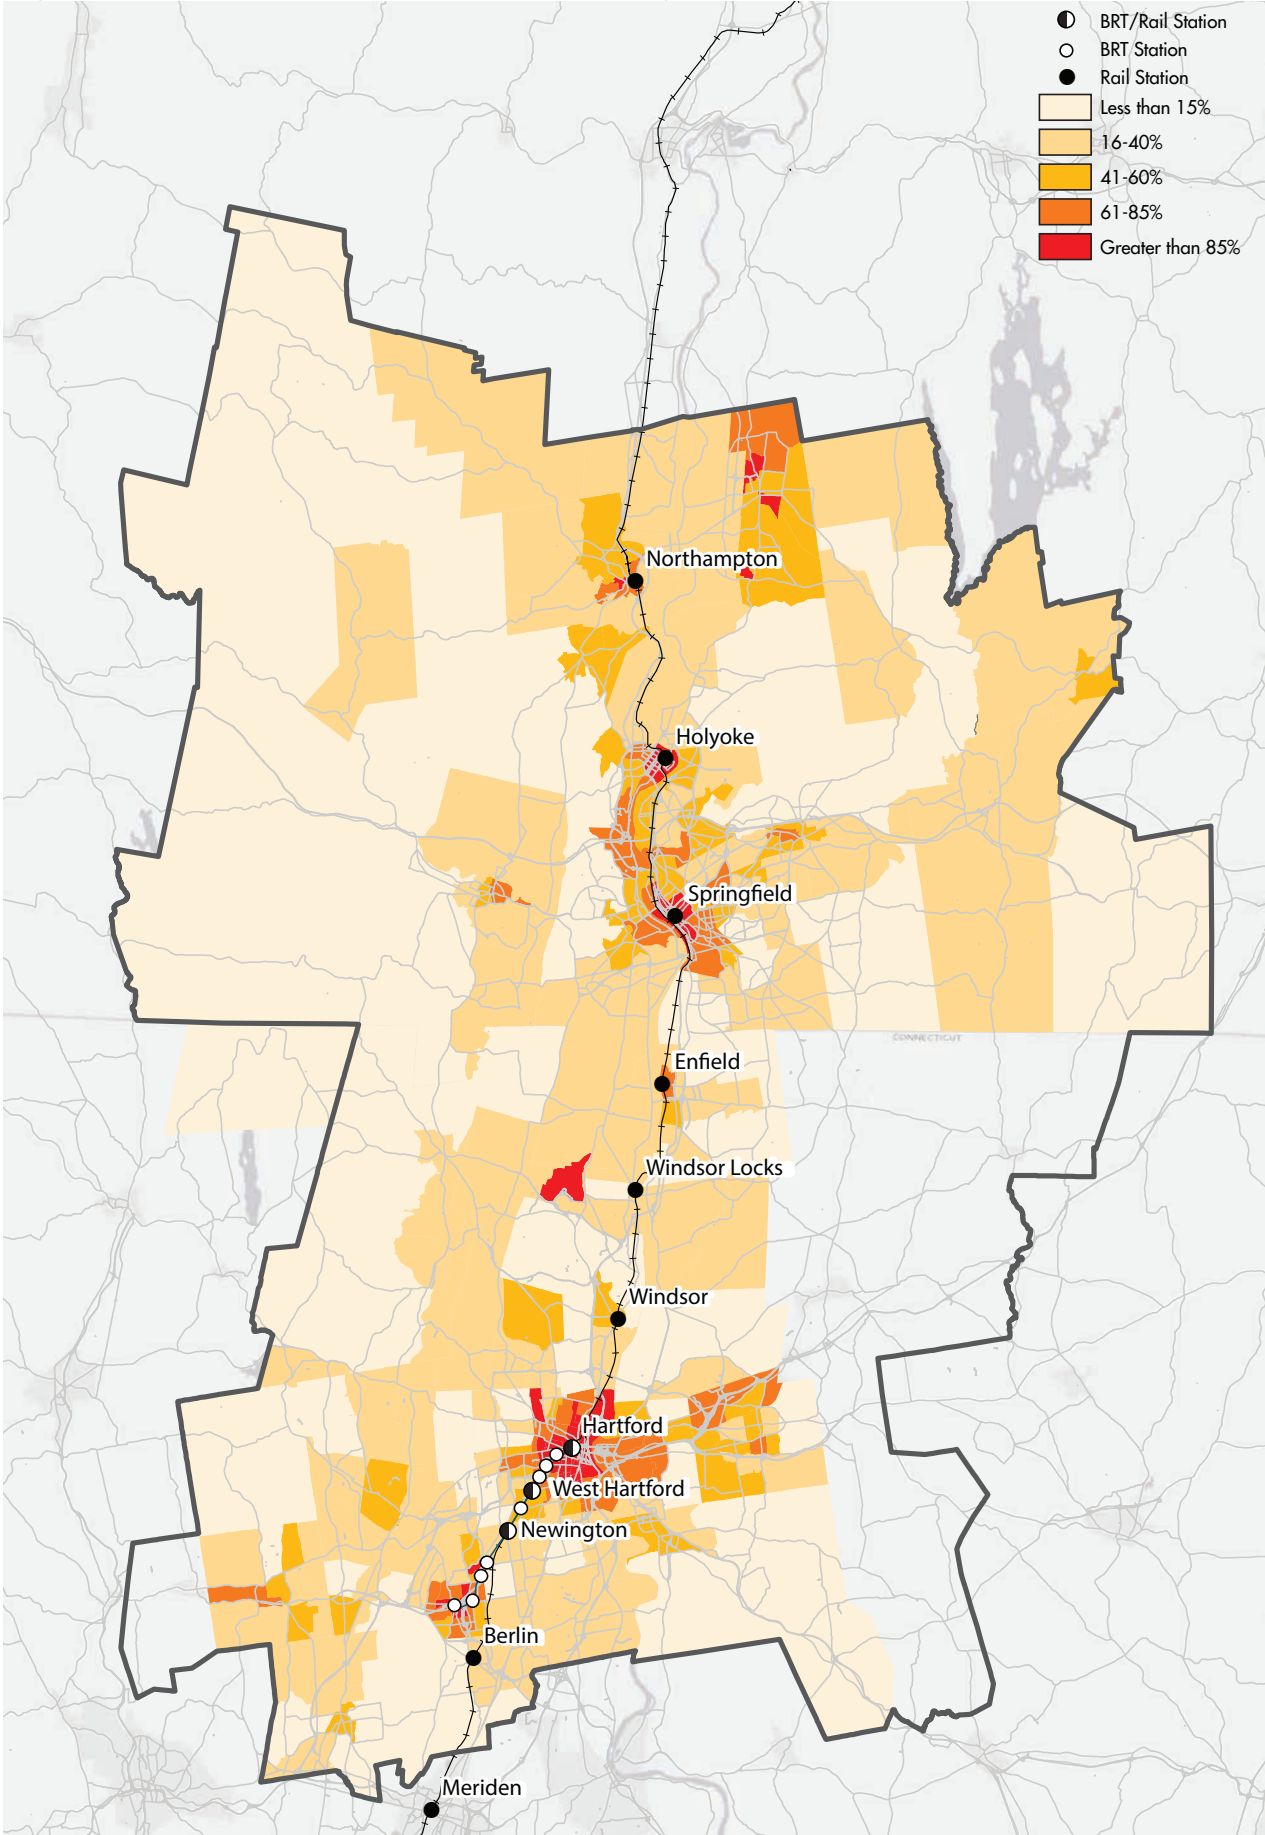 BRT/Rail Station
BRT Station
Rail Station
Less than 15%
16-40%
41-60%
61-85%
Greater than 85%
Northampton
Holyoke
Springfield
CONNECTICUT
Enfield
Windsor Locks
Windsor
Hartford
West Hartford
Newington
Berlin
Meriden